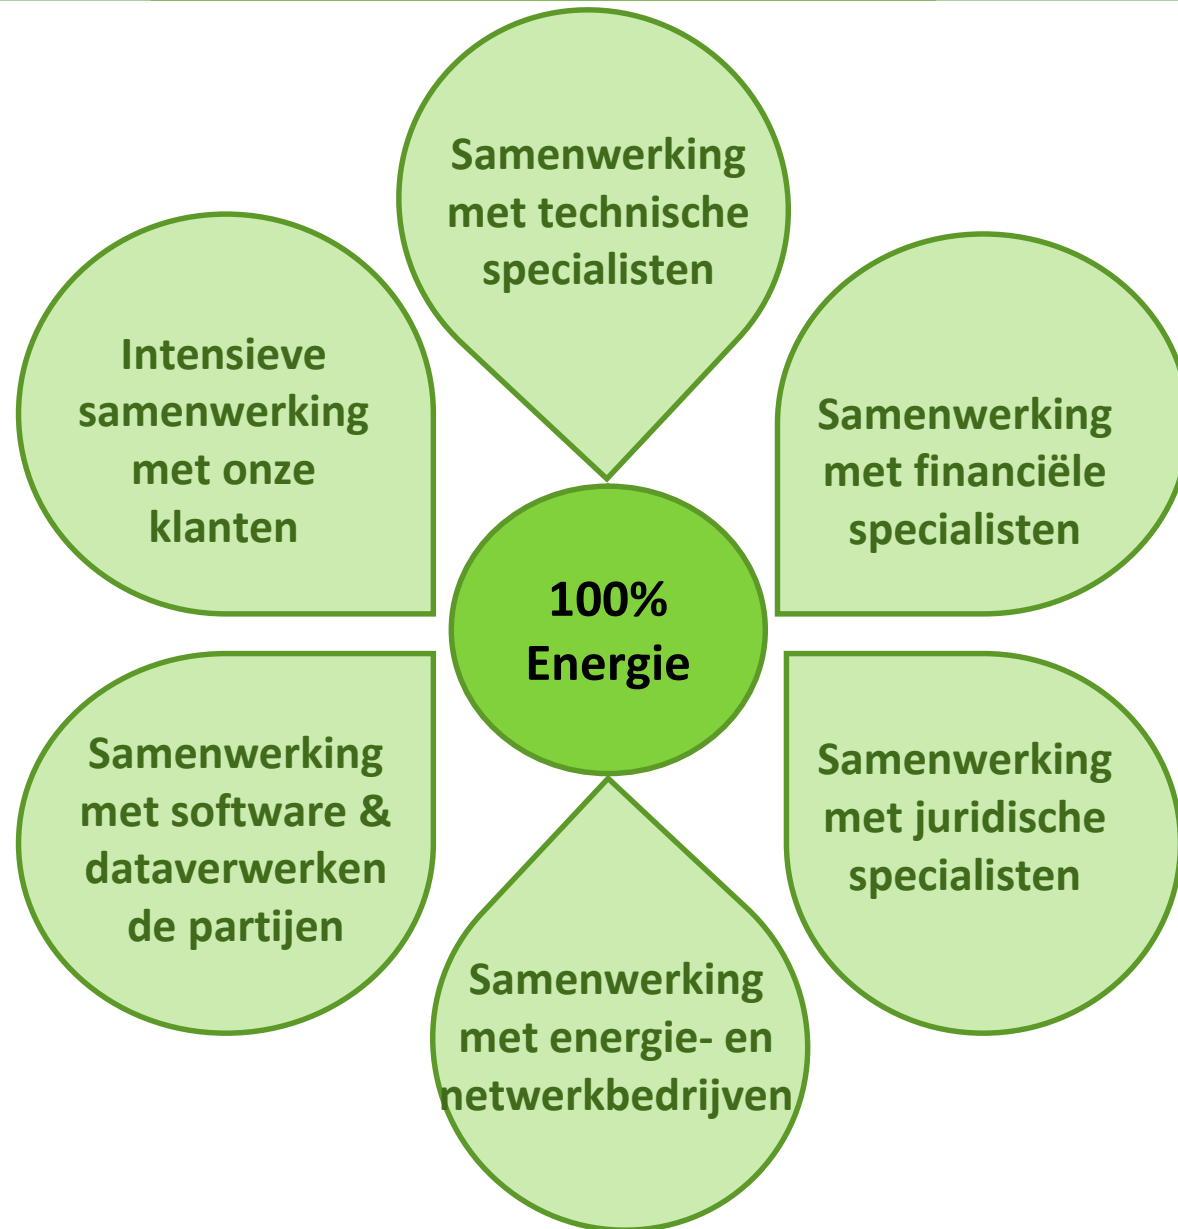 Samenwerking
met technische
specialisten
Intensieve
samenwerking
met onze
klanten
Samenwerking
met financiële
specialisten
100%
Energie
Samenwerking
met software &
dataverwerken
de partijen
Samenwerking
met juridische
specialisten
Samenwerking
met energie- en
netwerkbedrijven